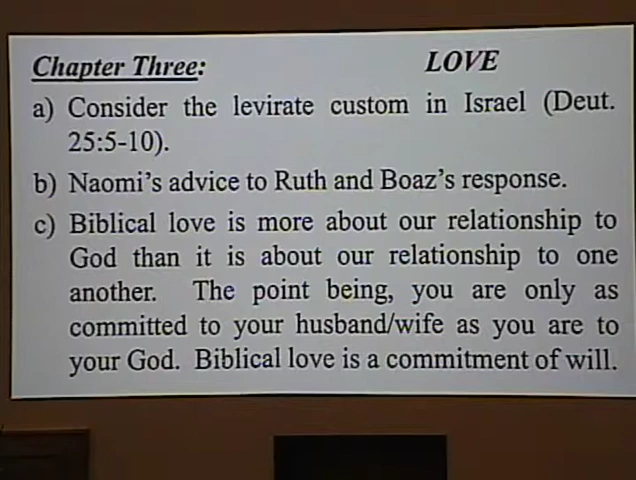 Chapter Three: LOVE
a) Consider the levirate custom in Israel (Deut.
25:5-10).
b) Naomi's advice to Ruth and Boaz's response.
c) Biblical love is more about our relationship to
God than it is about our relationship to one
another. The point being, you are only as
committed to your husband/wife as you are to
your God. Biblical love is a commitment of will.